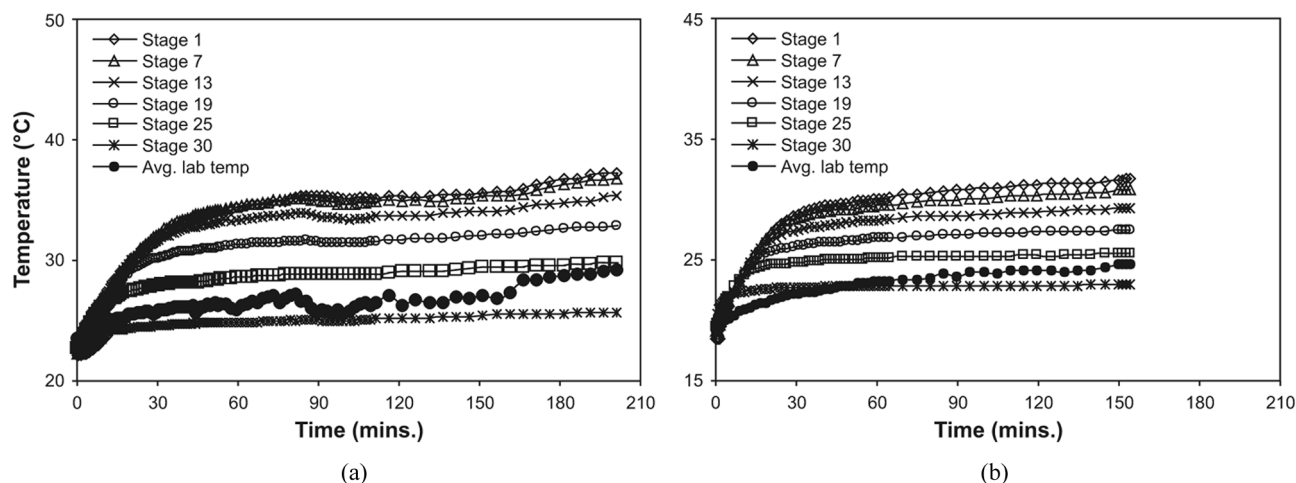 50
40
30
20
Temperature (°C)
Stage 1
Stage 7
Stage 13
Stage 19
Stage 25
Stage 30
Avg. lab temp
0 30 60 90 120 150 180 210
Time (mins.)
(a)
45
35
25
15
Stage 1
Stage 7
Stage 13
Stage 19
Stage 25
Stage 30
Avg. lab temp
0 30 60 90 120 150 180 210
Time (mins.)
(b)